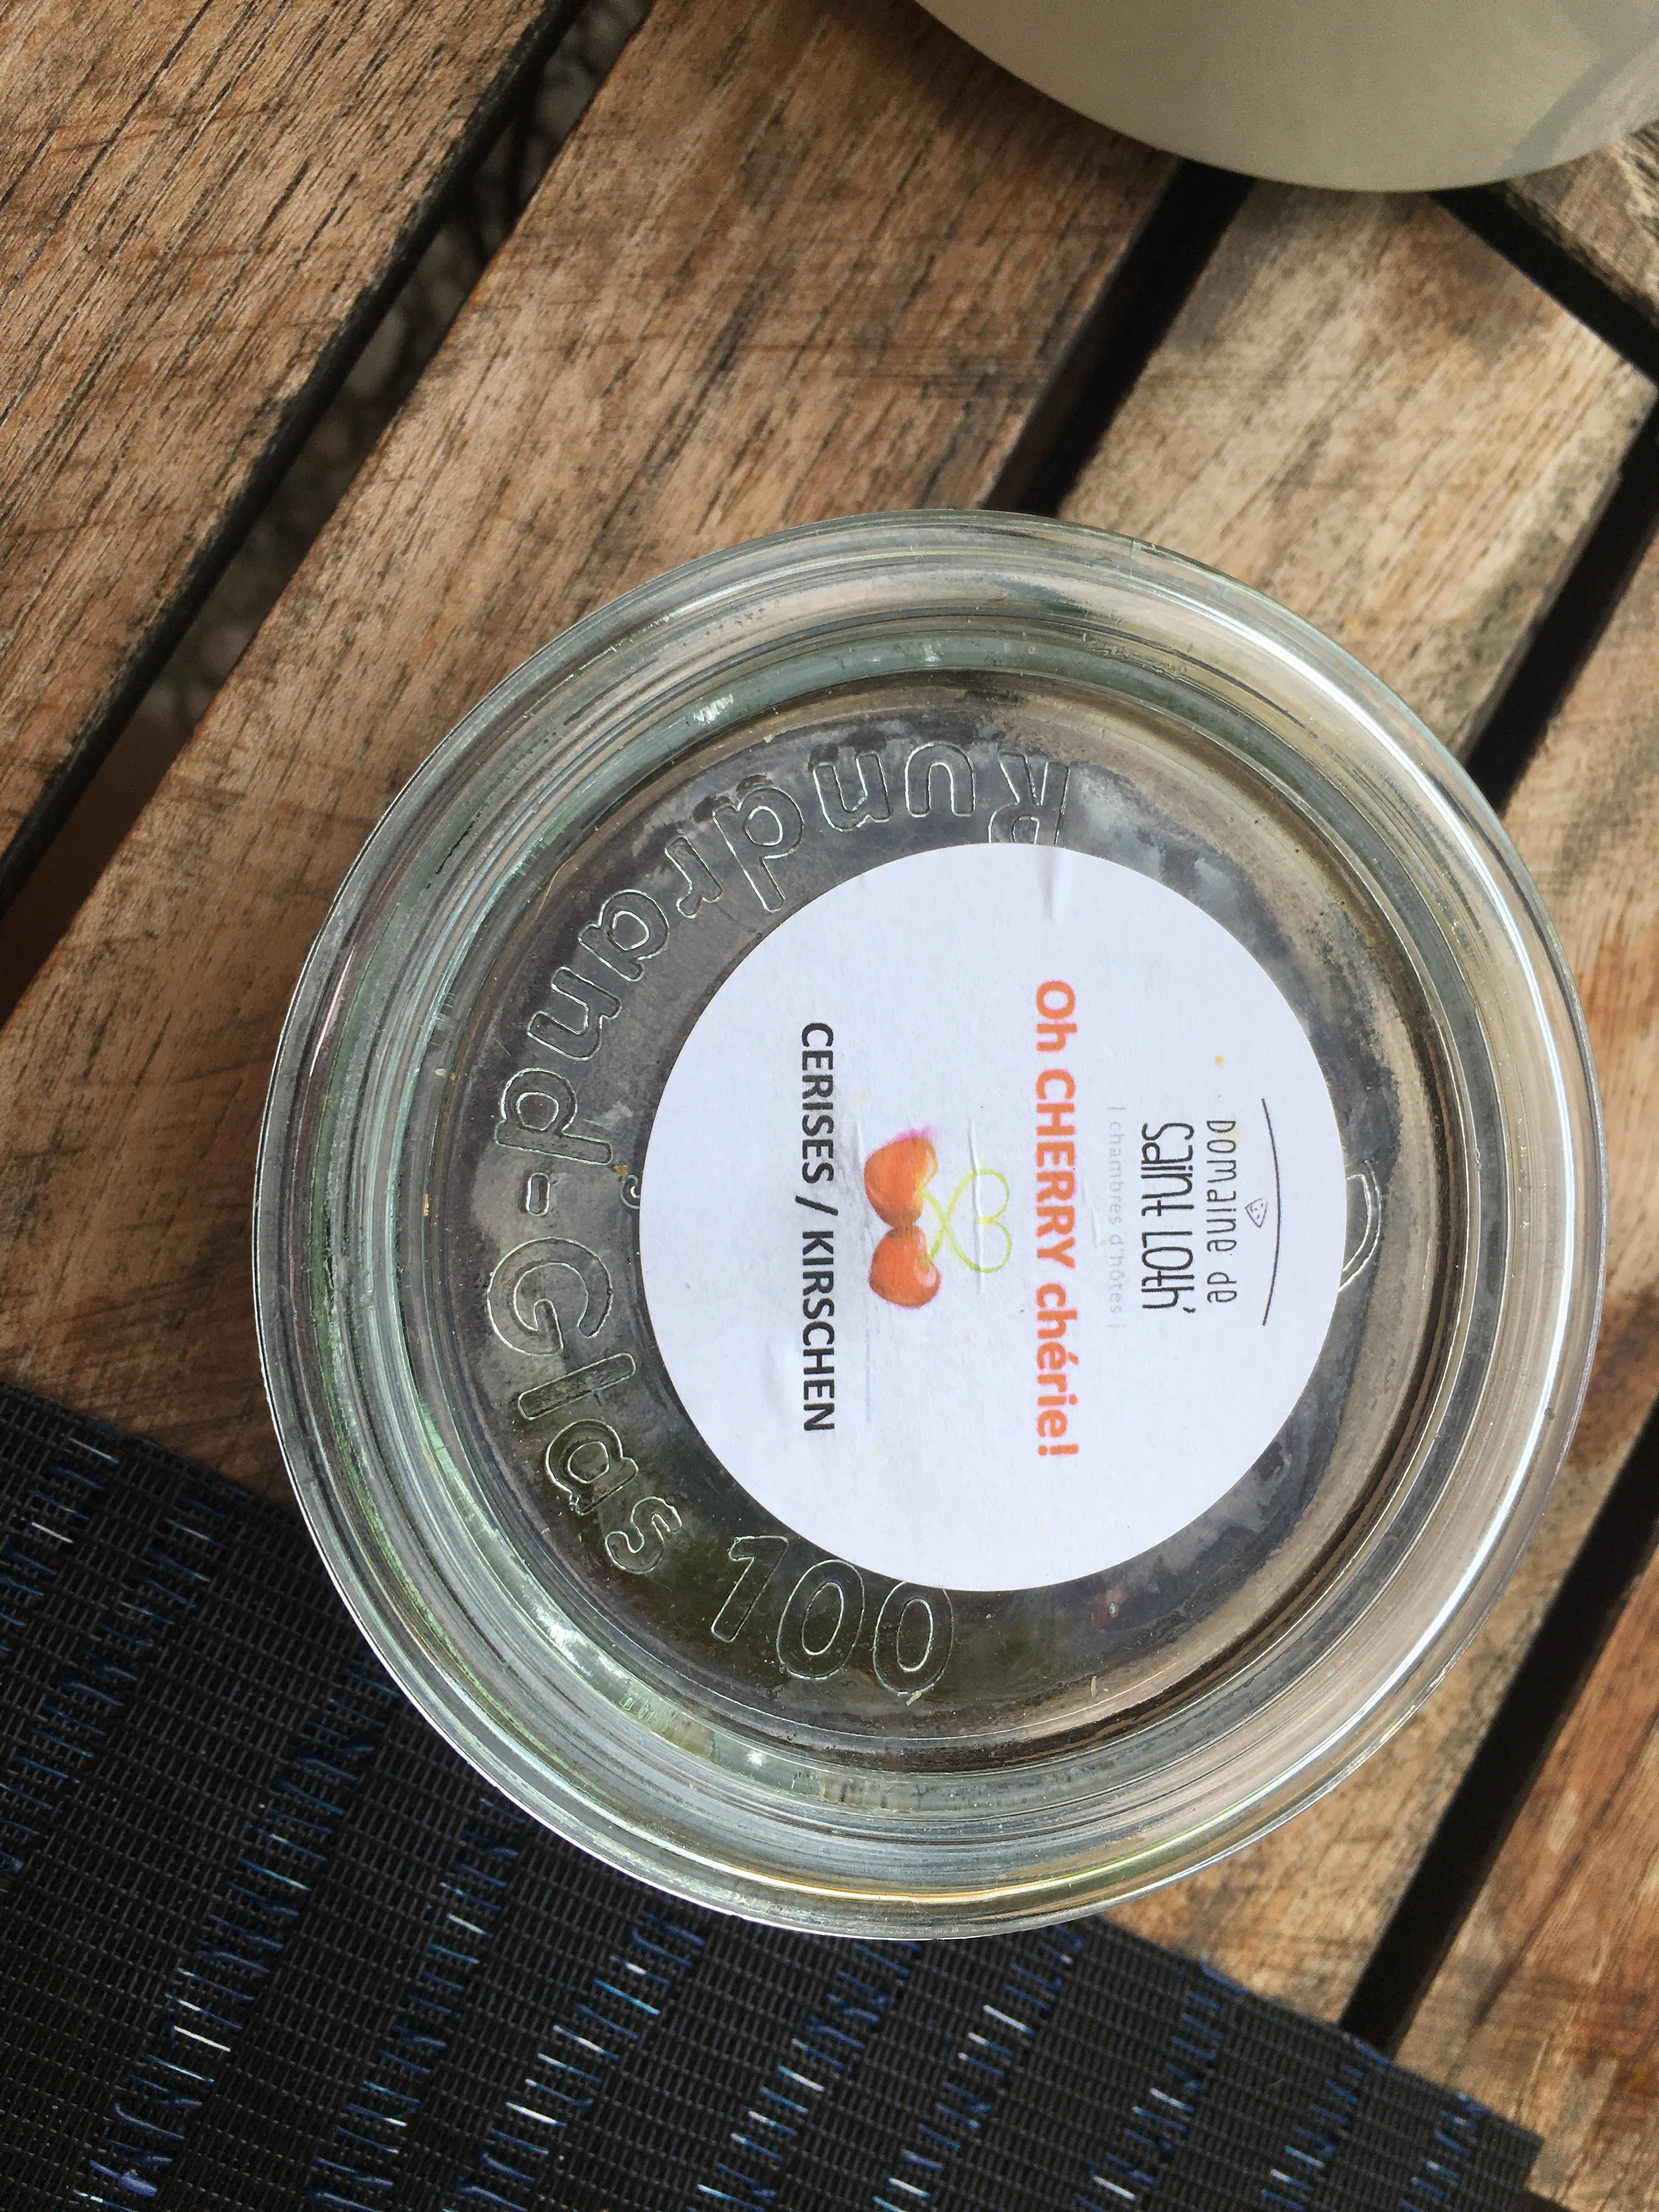 Domaine de
Saint Loth'
| chambres d'hôtes |
Oh CHERRY chérie!
CERISES / KIRSCHEN
Rundrand-Glas 100